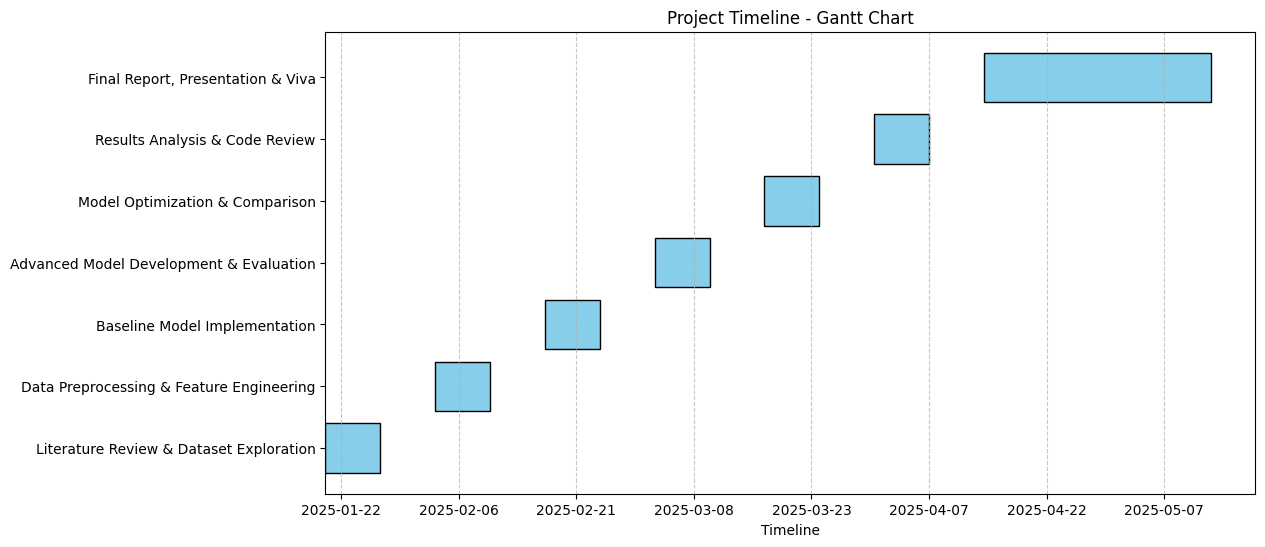 Project Timeline - Gantt Chart
Final Report, Presentation & Viva
Results Analysis & Code Review
Model Optimization & Comparison
Advanced Model Development & Evaluation
Baseline Model Implementation
Data Preprocessing & Feature Engineering
Literature Review & Dataset Exploration
2025-01-22 2025-02-06 2025-02-21 2025-03-08 2025-03-23 2025-04-07 2025-04-22 2025-05-07
Timeline